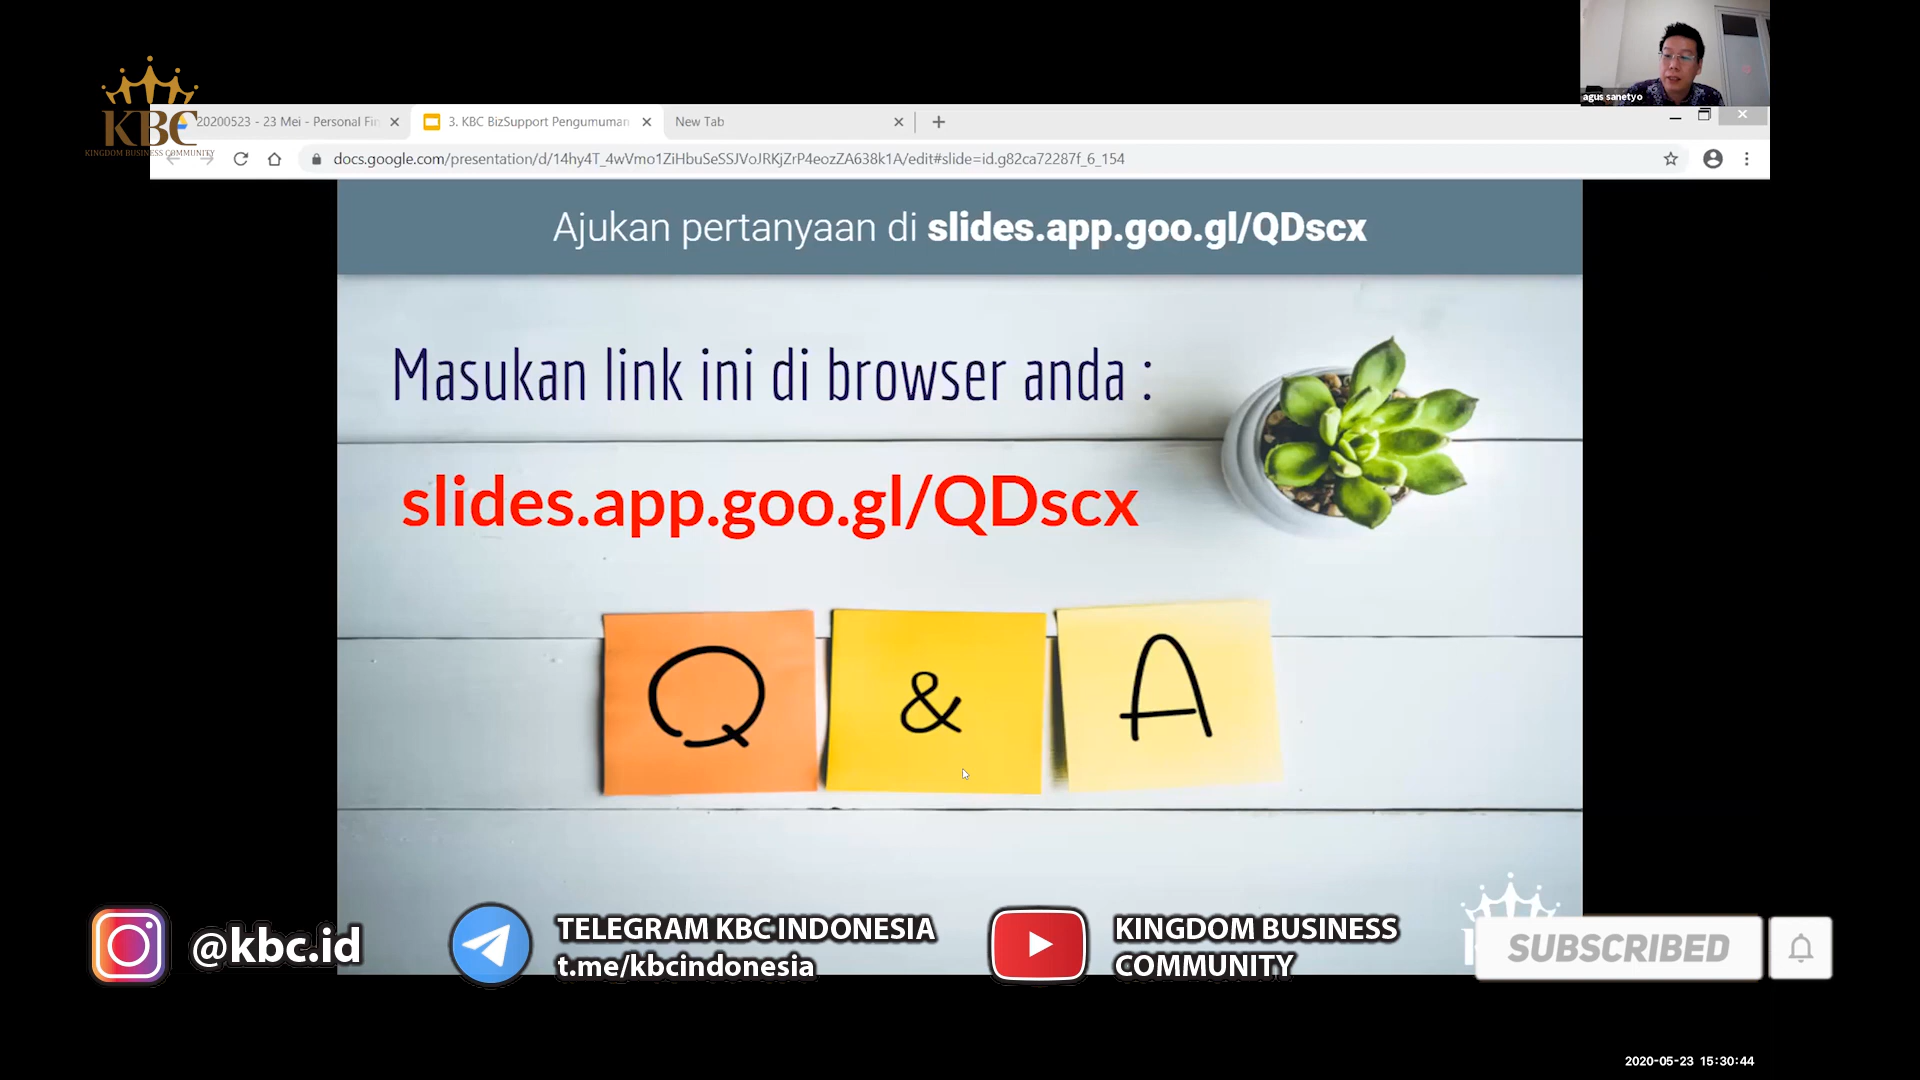 agus sanetyo
KBC
KINGDOM BUSINESS COMMUNITY
20200523 - 23 Mei - Personal Fin
3. KBC BizSupport Pengumuman
New Tab
docs.google.com/presentation/d/14hy4T_4wVmo1ZiHbuSeSSJVoJRKjZrP4eozZA638k1A/edit#slide=id.g82ca72287f_6_154
Ajukan pertanyaan di slides.app.goo.gl/QDscx
Masukan link ini di browser anda :
slides.app.goo.gl/QDscx
Q & A
@kbc.id
TELEGRAM KBC INDONESIA
t.me/kbcindonesia
KINGDOM BUSINESS
COMMUNITY
SUBSCRIBED
2020-05-23 15:30:44